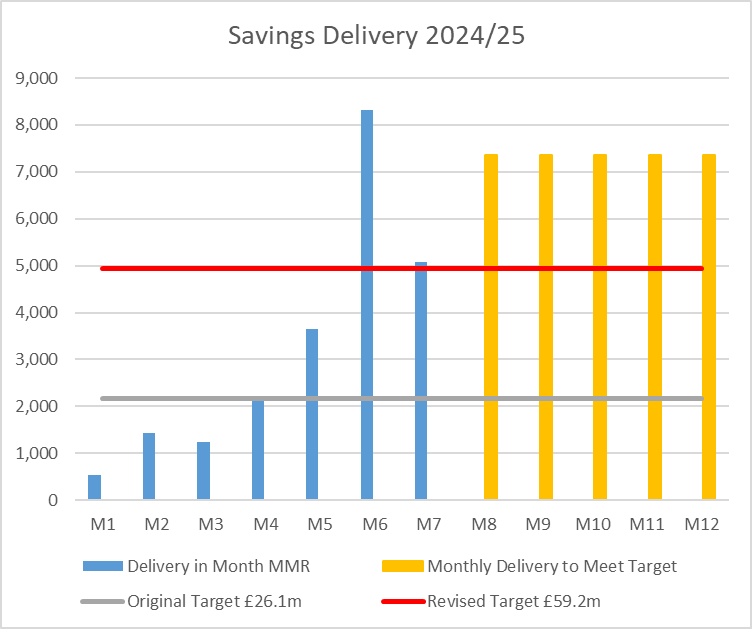 Savings Delivery 2024/25
9,000
8,000
7,000
6,000
5,000
4,000
3,000
2,000
1,000
0
M1 M2 M3 M4 M5 M6 M7 M8 M9 M10 M11 M12
Delivery in Month MMR Monthly Delivery to Meet Target
Original Target £26.1m Revised Target £59.2m